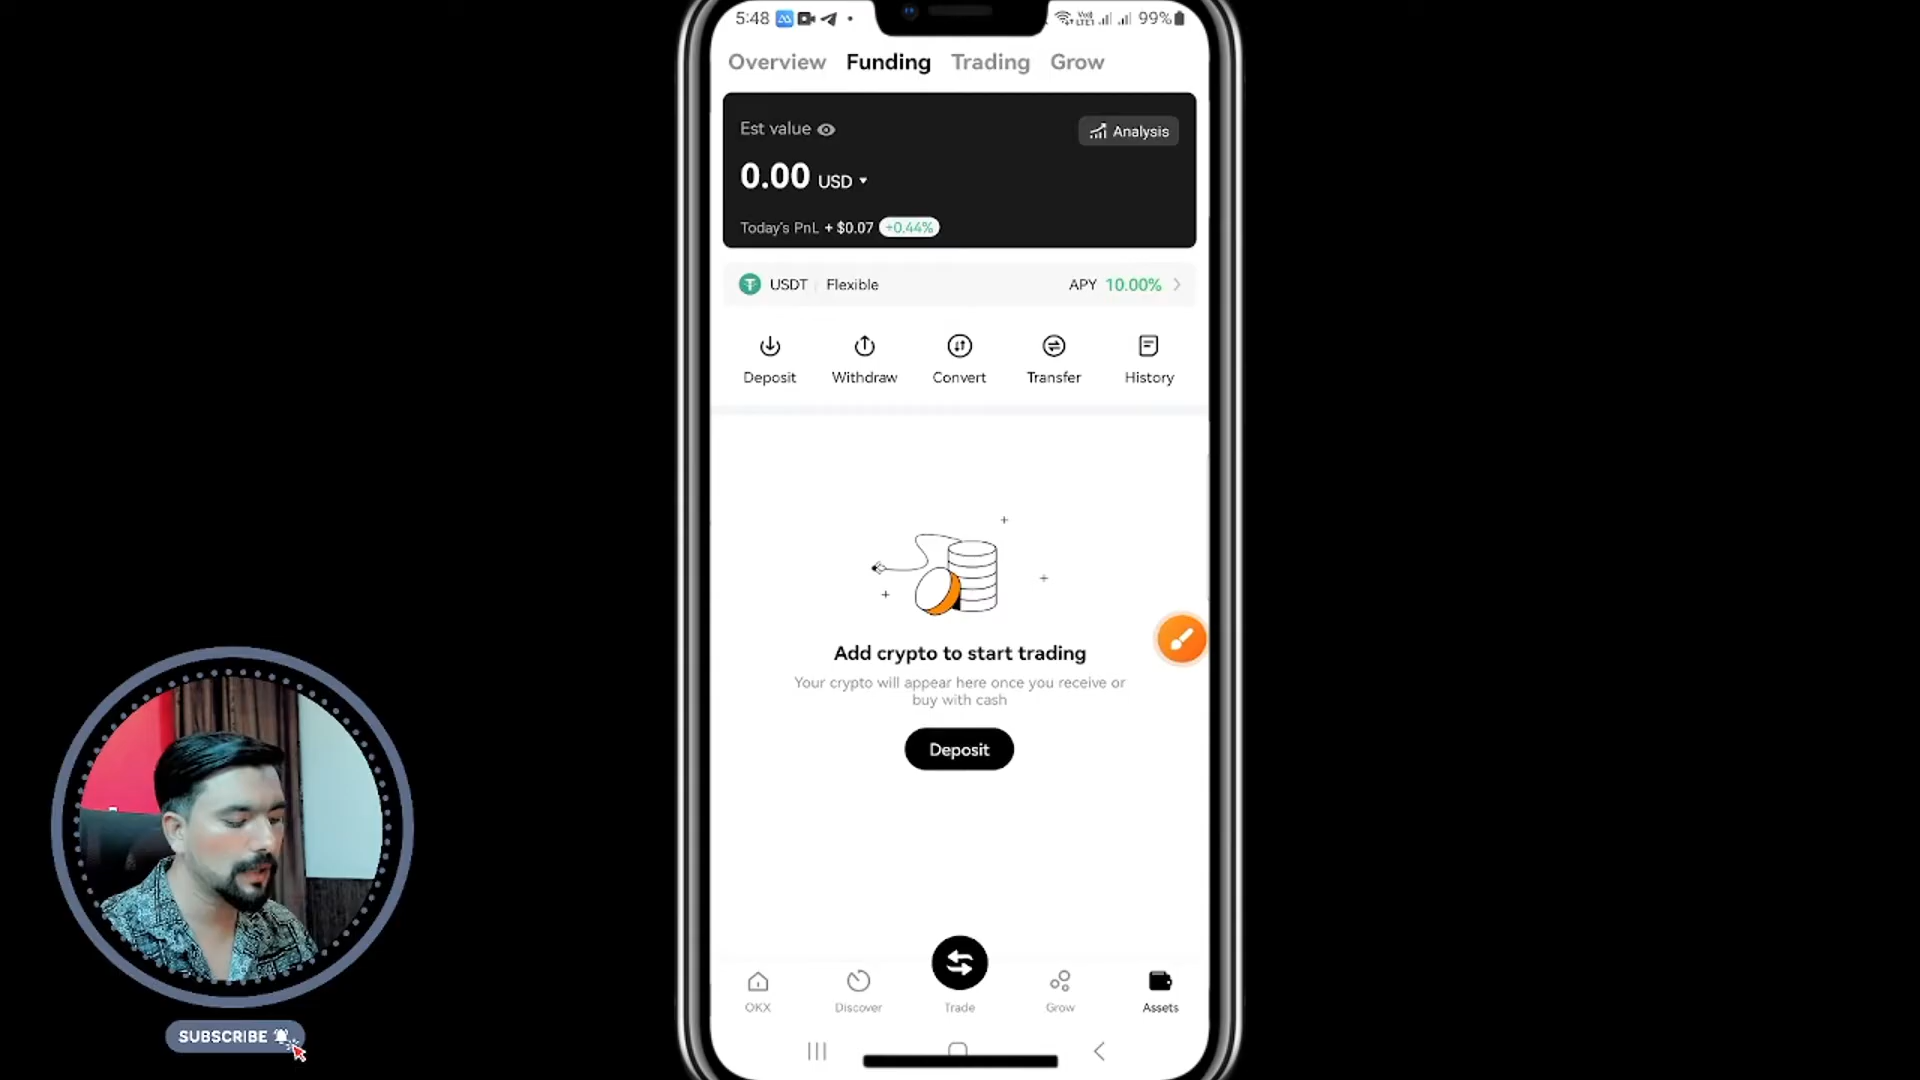 5:48
LTE1
99%
Overview Funding Trading Grow
Est value
Analysis
0.00 USD
Today's PnL + $0.07 +0.44%
USDT Flexible APY 10.00%
Deposit Withdraw Convert Transfer History
Add crypto to start trading
Your crypto will appear here once you receive or
buy with cash
Deposit
OKX Discover Trade Grow Assets
SUBSCRIBE